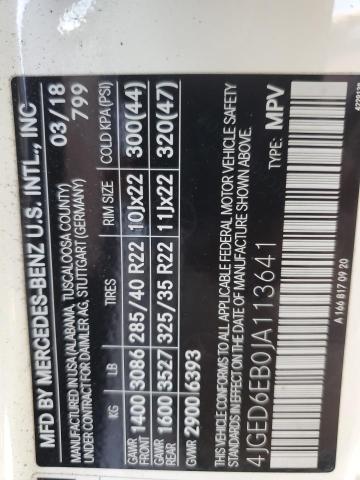 MFD BY MERCEDES-BENZ U.S. INTL., INC
MANUFACTURED IN USA (ALABAMA, TUSCALOOSA COUNTY)
UNDER CONTRACT FOR DAIMLER AG, STUTTGART (GERMANY)
03/18
799
KG LB TIRES RIM SIZE COLD KPA(PSI)
GAWR FRONT 1400 3086 285/40 R22 10Jx22 300(44)
GAWR REAR 1600 3527 325/35 R22 11Jx22 320(47)
GVWR 2900 6393
THIS VEHICLE CONFORMS TO ALL APPLICABLE FEDERAL MOTOR VEHICLE SAFETY
STANDARDS IN EFFECT ON THE DATE OF MANUFACTURE SHOWN ABOVE.
4JGED6EB0JA113641 TYPE: MPV
A 166 817 09 20